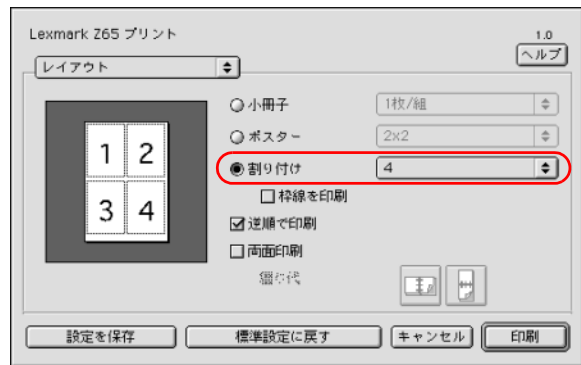 Lexmark Z65 プリント
1.0
レイアウト
ヘルプ
小冊子 1枚/組
ポスター 2x2
割り付け 4
枠線を印刷
逆順で印刷
両面印刷
1 2
3 4
設定を保存 標準設定に戻す キャンセル 印刷